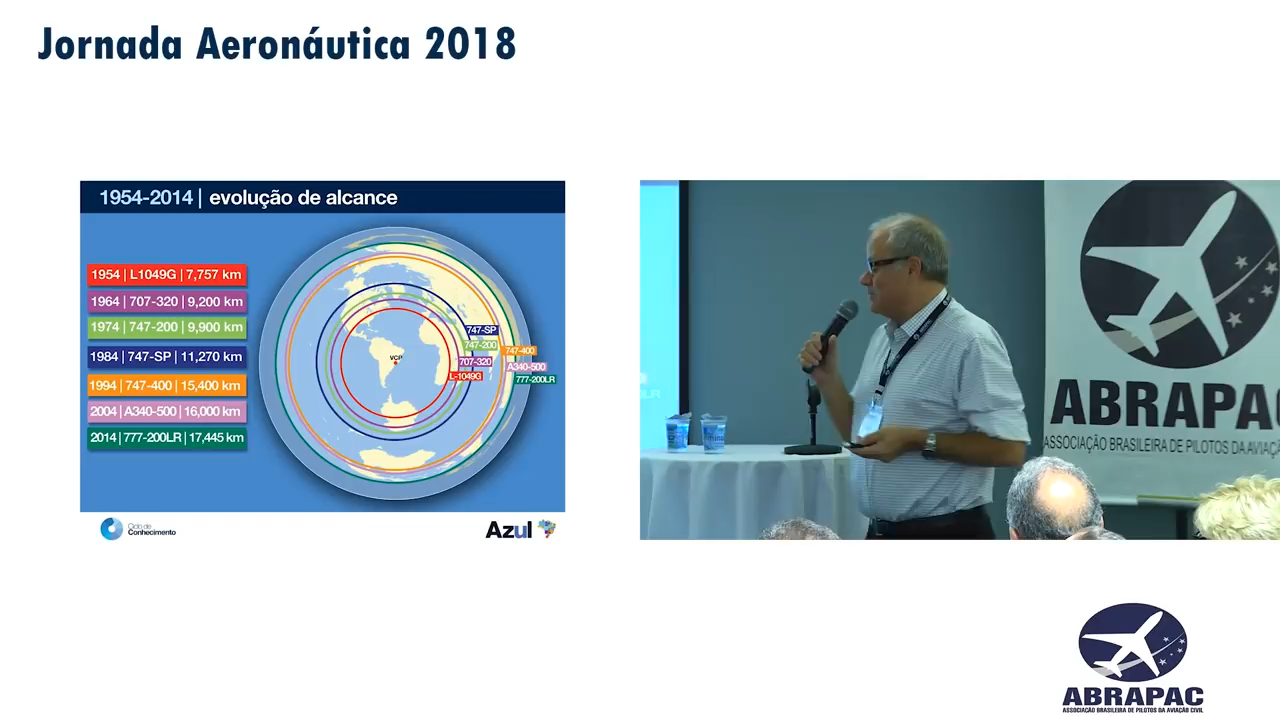 Jornada Aeronáutica 2018
1954-2014 | evolução de alcance
1954 | L1049G | 7,757 km
1964 | 707-320 | 9,200 km
1974 | 747-200 | 9,900 km
1984 | 747-SP | 11,270 km
1994 | 747-400 | 15,400 km
2004 | A340-500 | 16,000 km
2014 | 777-200LR | 17,445 km
VCP
747-SP
747-200
707-320
L-1049G
747-400
A340-500
777-200LR
Ciclo de
Conhecimento
Azul
ABRAPAC
ASSOCIAÇÃO BRASILEIRA DE PILOTOS DA AVIAÇÃ
ABRAPAC
ASSOCIAÇÃO BRASILEIRA DE PILOTOS DA AVIAÇÃO CIVIL